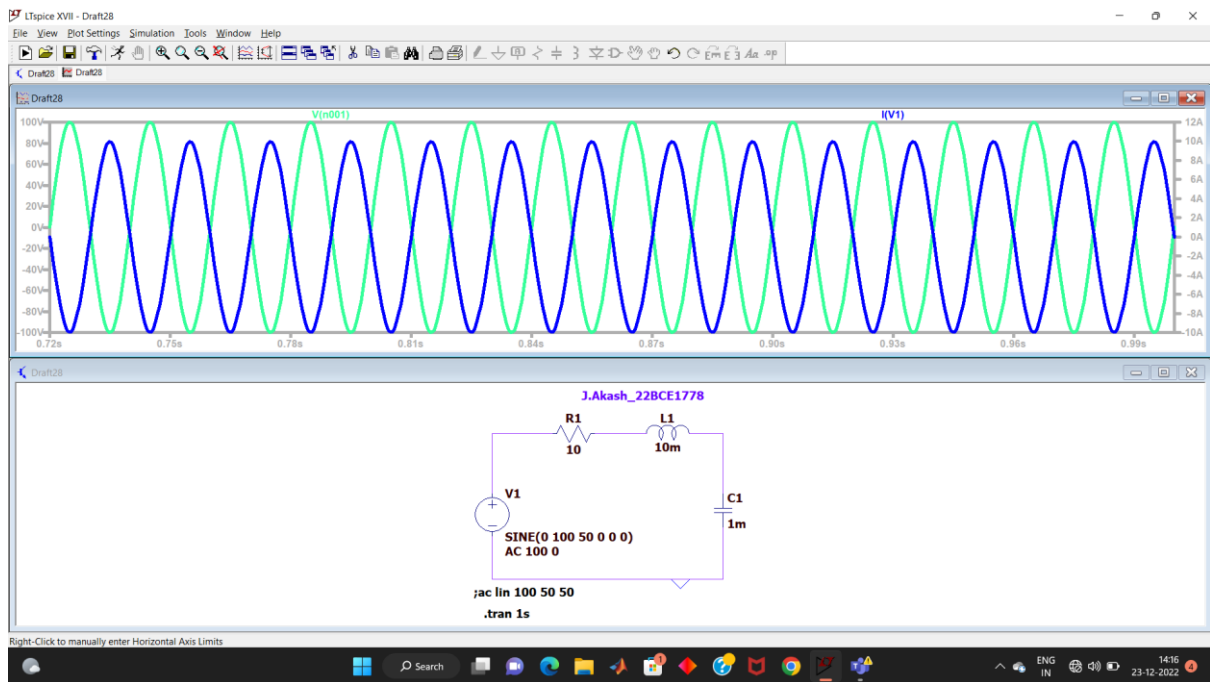 LTspice XVII - Draft28
File View Plot Settings Simulation Tools Window Help
Draft28 Draft28
Draft28
V(n001) I(V1)
100V 12A
80V 10A
60V 8A
40V 6A
20V 4A
0V 2A
-20V 0A
-40V -2A
-60V -4A
-80V -6A
-100V -8A
-10A
0.72s 0.75s 0.78s 0.81s 0.84s 0.87s 0.90s 0.93s 0.96s 0.99s
Draft28
J.Akash_22BCE1778
R1 L1
10 10m
V1 C1
1m
SINE(0 100 50 0 0 0)
AC 100 0
;ac lin 100 50 50
.tran 1s
Right-Click to manually enter Horizontal Axis Limits
Search
ENG 14:16
IN 23-12-2022 4